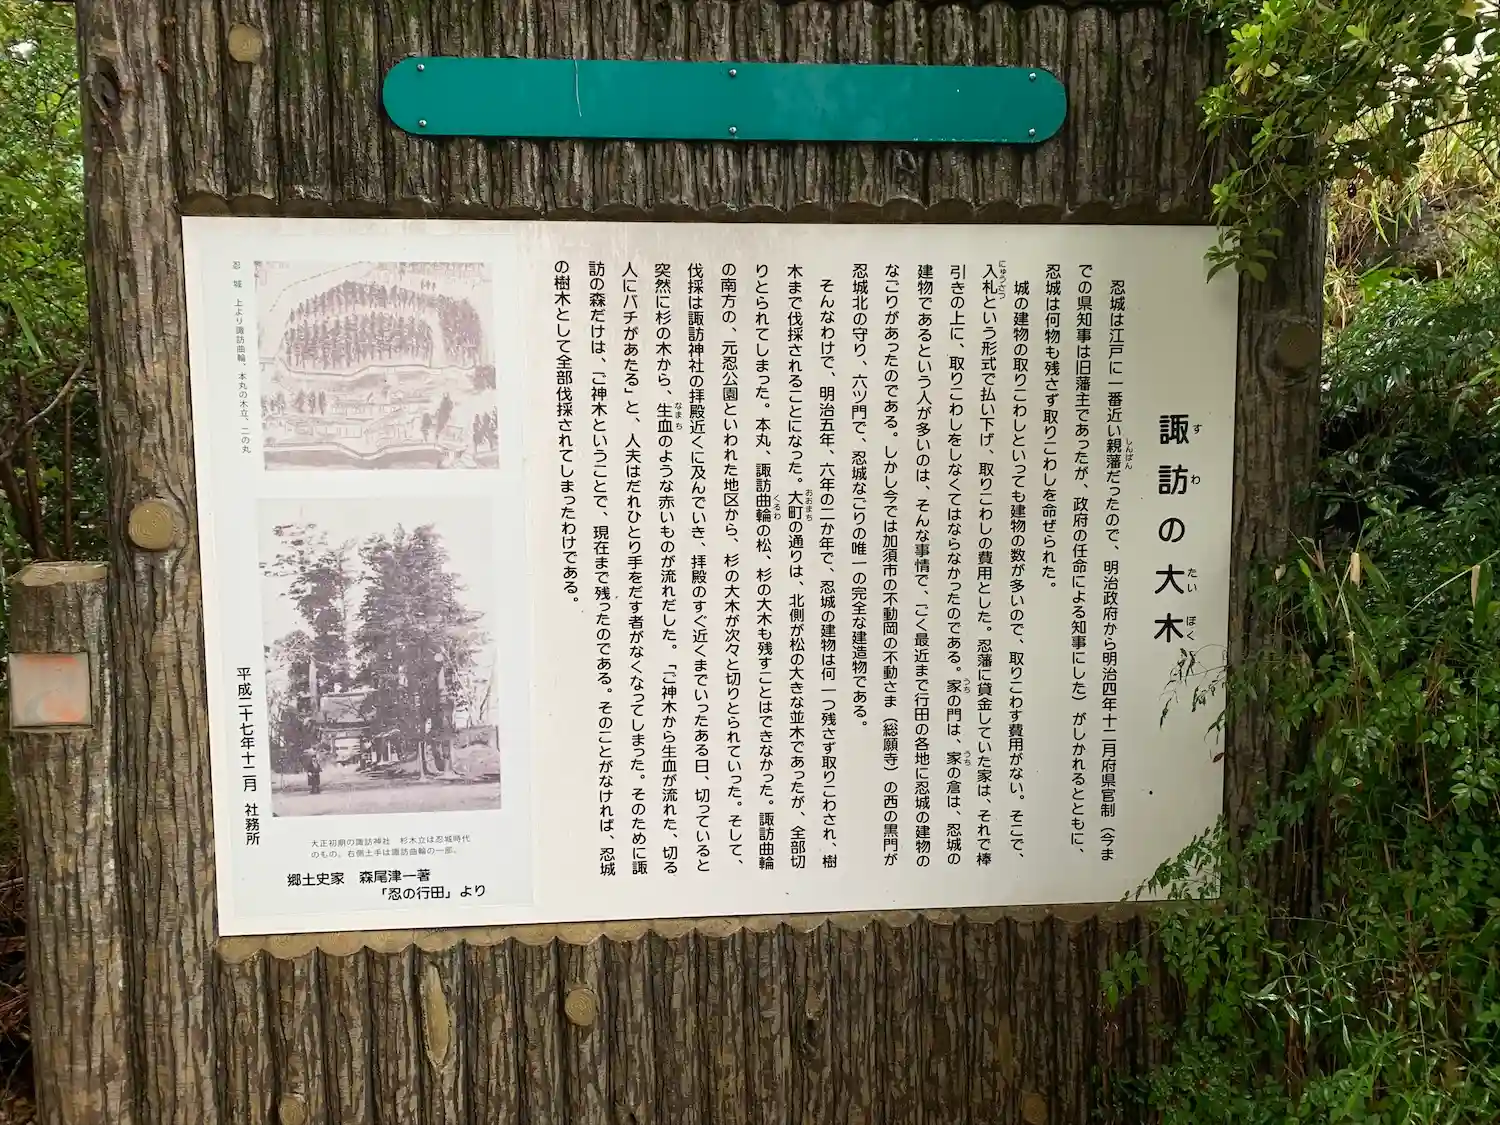 諏訪の大木
すわ たいぼく
忍城は江戸に一番近い親藩だったので、明治政府から明治四年十二月府県官制（今ま
しんぱん
での県知事は旧藩主であったが、政府の任命による知事にした）がしかれるとともに、
忍城は何物も残さず取りこわしを命ぜられた。
城の建物の取りこわしといっても建物の数が多いので、取りこわす費用がない。そこで、
入札という形式で払い下げ、取りこわしの費用とした。忍藩に貸金していた家は、それで棒
にゅうさつ
引きの上に、取りこわしをしなくてはならなかったのである。家の門は、家の倉は、忍城の
うち うち
建物であるという人が多いのは、そんな事情で、ごく最近まで行田の各地に忍城の建物の
なごりがあったのである。しかし今では加須市の不動岡の不動さま（総願寺）の西の黒門が
忍城北の守り、六ツ門で、忍城なごりの唯一の完全な建造物である。
そんなわけで、明治五年、六年の二か年で、忍城の建物は何一つ残さず取りこわされ、樹
木まで伐採されることになった。大町の通りは、北側が松の大きな並木であったが、全部切
おおまち
りとられてしまった。本丸、諏訪曲輪の松、杉の大木も残すことはできなかった。諏訪曲輪
くるわ
の南方の、元忍公園といわれた地区から、杉の大木が次々と切りとられていった。そして、
伐採は諏訪神社の拝殿近くに及んでいき、拝殿のすぐ近くまでいったある日、切っていると
突然に杉の木から、生血のような赤いものが流れだした。「ご神木から生血が流れた、切る
なまち
人にバチがあたる」と、人夫はだれひとり手をだす者がなくなってしまった。そのために諏
訪の森だけは、ご神木ということで、現在まで残ったのである。そのことがなければ、忍城
の樹木として全部伐採されてしまったわけである。
忍城 上より諏訪曲輪、本丸の木立、二の丸
大正初期の諏訪神社 杉木立は忍城時代
のもの。右側土手は諏訪曲輪の一部。
郷土史家 森尾津一著
「忍の行田」より
平成二十七年十二月 社務所